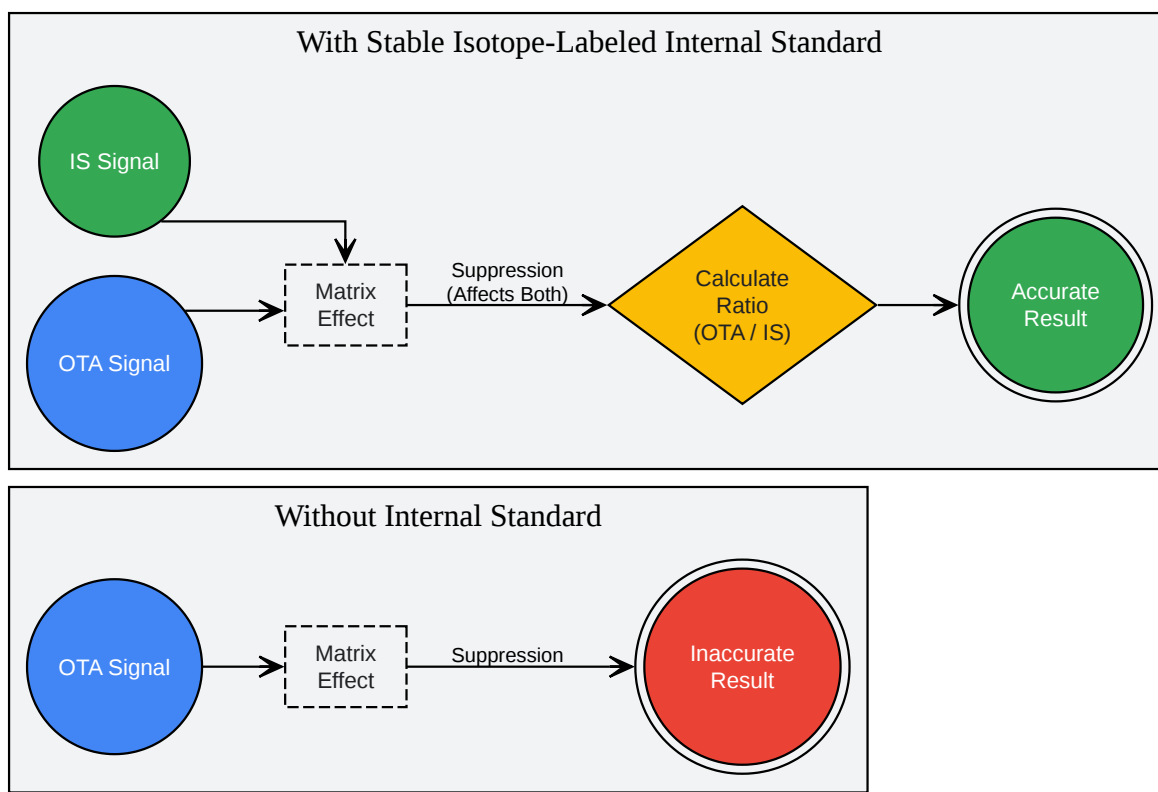 With Stable Isotope-Labeled Internal Standard
IS Signal
OTA Signal
Matrix
Effect
Suppression
(Affects Both)
Calculate
Ratio
(OTA / IS)
Accurate
Result
Without Internal Standard
OTA Signal
Matrix
Effect
Suppression
Inaccurate
Result